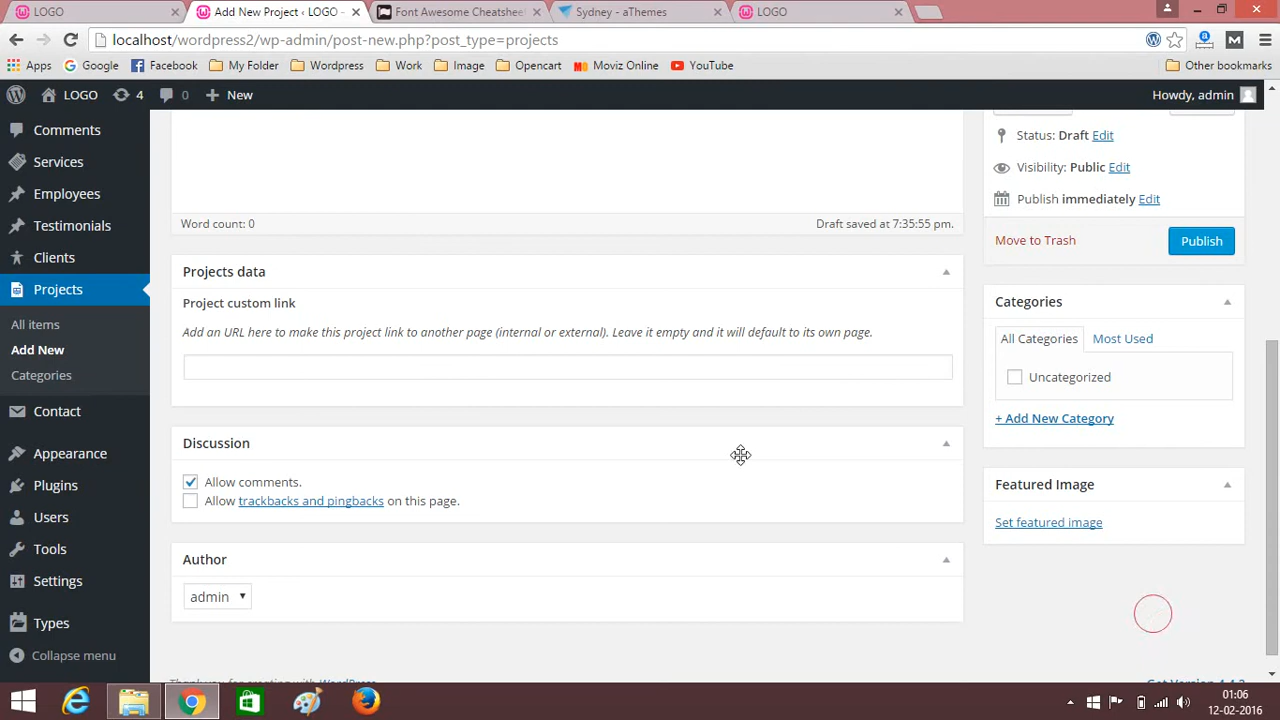 LOGO
Add New Project ‹ LOGO –
Font Awesome Cheatsheet
Sydney - aThemes
LOGO
localhost/wordpress2/wp-admin/post-new.php?post_type=projects
Apps
Google
Facebook
My Folder
Wordpress
Work
Image
Opencart
Moviz Online
YouTube
Other bookmarks
LOGO
4
0
New
Howdy, admin
Comments
Services
Employees
Testimonials
Clients
Projects
All items
Add New
Categories
Contact
Appearance
Plugins
Users
Tools
Settings
Types
Collapse menu
Word count: 0
Draft saved at 7:35:55 pm.
Projects data
Project custom link
Add an URL here to make this project link to another page (internal or external). Leave it empty and it will default to its own page.
Discussion
Allow comments.
Allow trackbacks and pingbacks on this page.
Author
admin
Status: Draft Edit
Visibility: Public Edit
Publish immediately Edit
Move to Trash
Publish
Categories
All Categories
Most Used
Uncategorized
+ Add New Category
Featured Image
Set featured image
01:06
12-02-2016